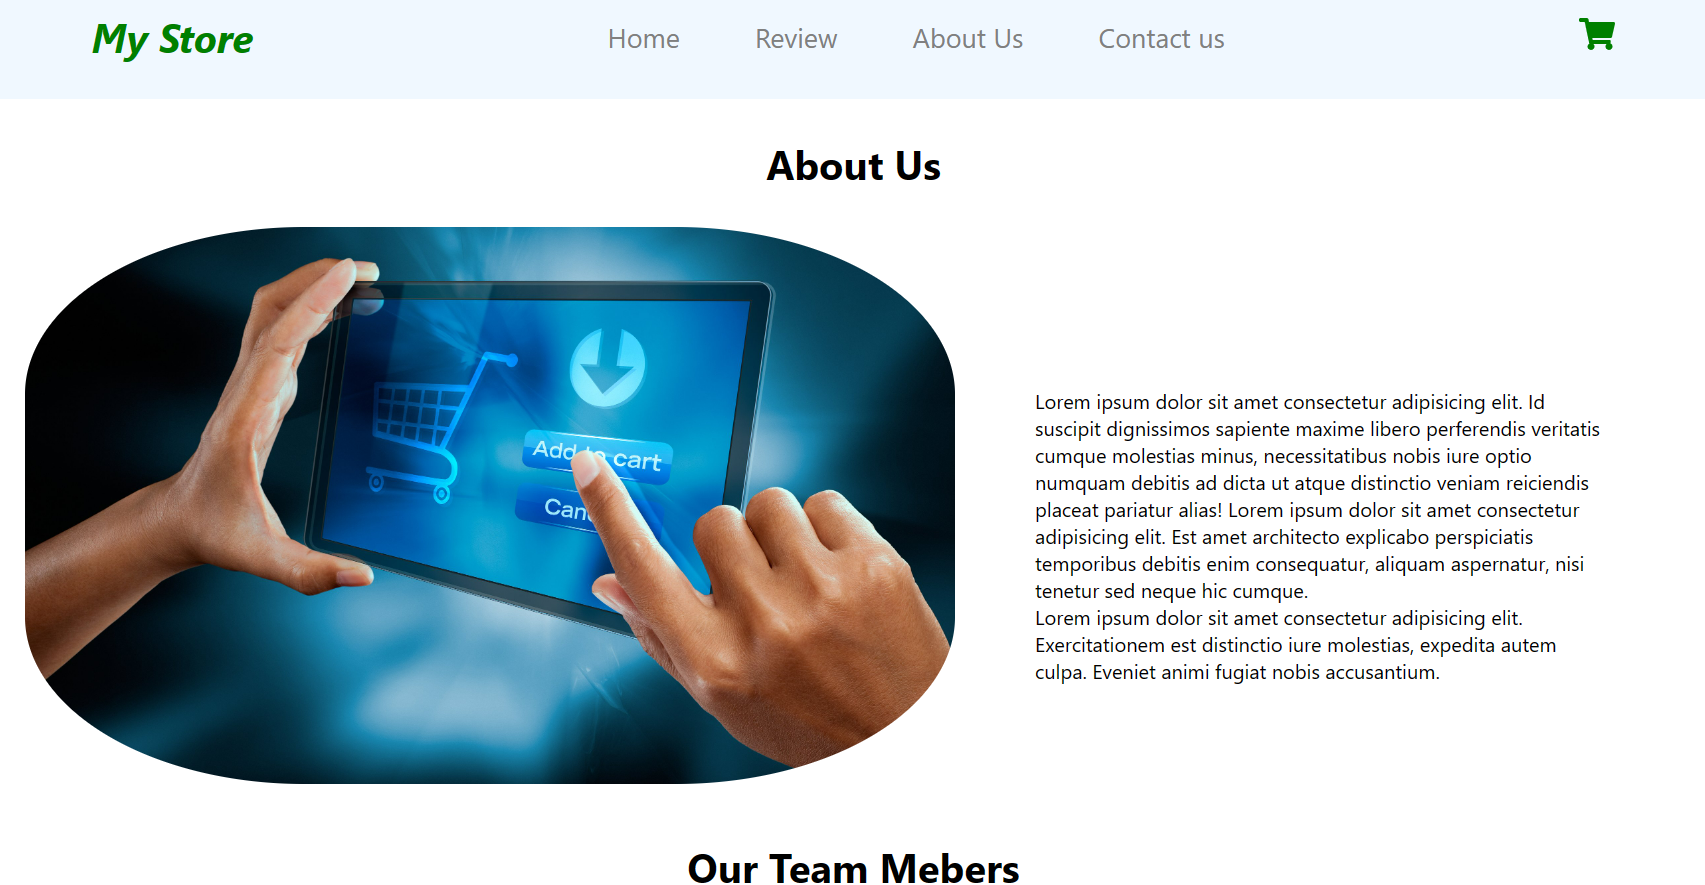 My Store
Home Review About Us Contact us
About Us
Add to cart
Lorem ipsum dolor sit amet consectetur adipisicing elit. Id
suscipit dignissimos sapiente maxime libero perferendis veritatis
cumque molestias minus, necessitatibus nobis iure optio
numquam debitis ad dicta ut atque distinctio veniam reiciendis
placeat pariatur alias! Lorem ipsum dolor sit amet consectetur
adipisicing elit. Est amet architecto explicabo perspiciatis
temporibus debitis enim consequatur, aliquam aspernatur, nisi
tenetur sed neque hic cumque.
Lorem ipsum dolor sit amet consectetur adipisicing elit.
Exercitationem est distinctio iure molestias, expedita autem
culpa. Eveniet animi fugiat nobis accusantium.
Our Team Mebers